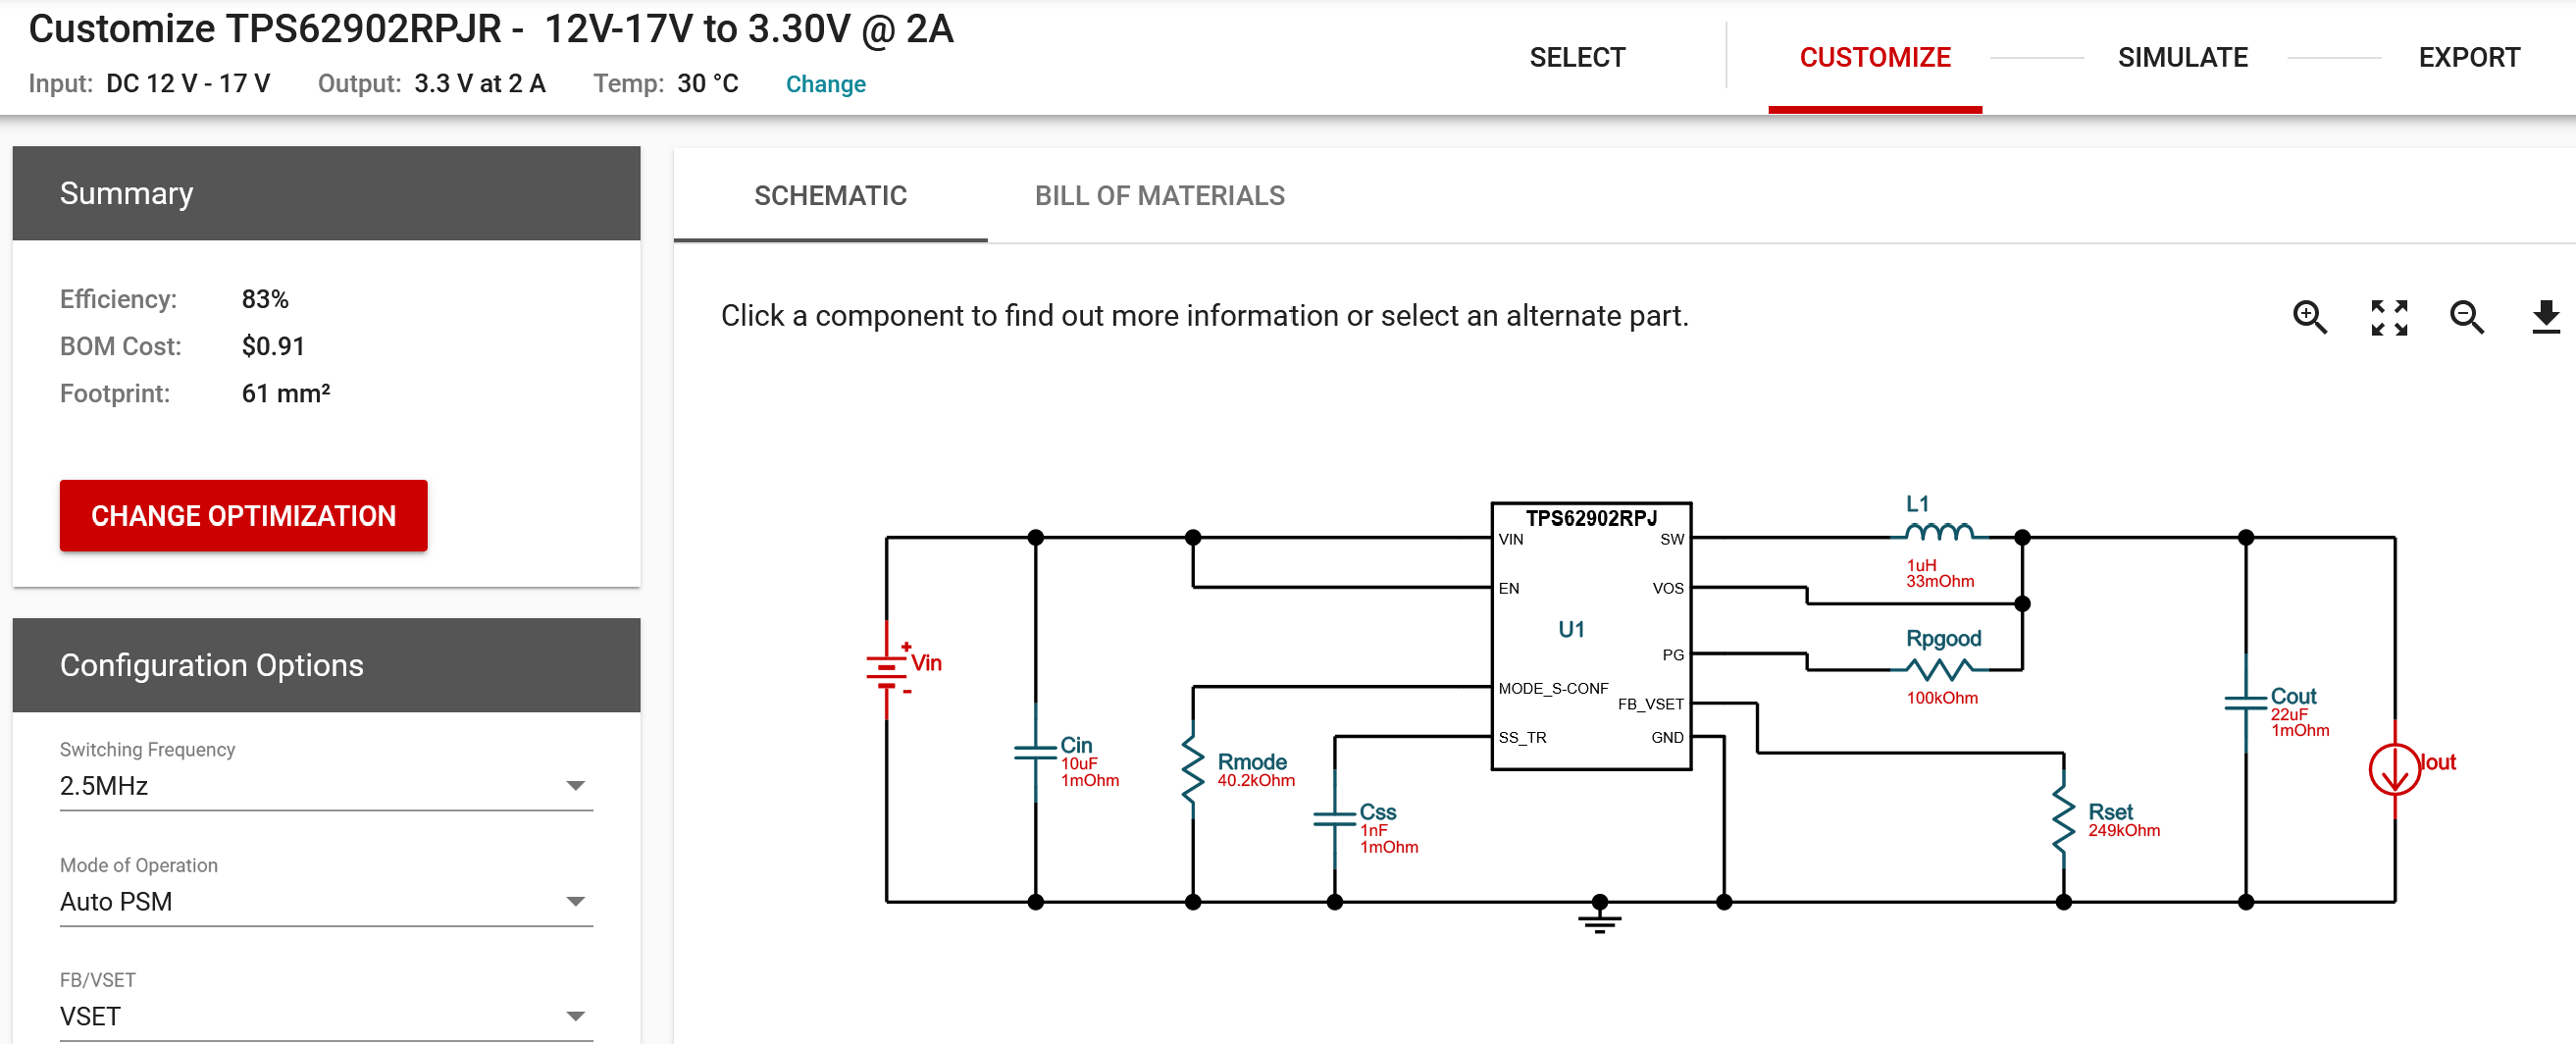 Customize TPS62902RPJR - 12V-17V to 3.30V @ 2A
Input: DC 12 V - 17 V Output: 3.3 V at 2 A Temp: 30 °C Change
SELECT CUSTOMIZE SIMULATE EXPORT
Summary
Efficiency: 83%
BOM Cost: $0.91
Footprint: 61 mm²
CHANGE OPTIMIZATION
Configuration Options
Switching Frequency
2.5MHz
Mode of Operation
Auto PSM
FB/VSET
VSET
SCHEMATIC BILL OF MATERIALS
Click a component to find out more information or select an alternate part.
Vin
+
-
Cin
10uF
1mOhm
Rmode
40.2kOhm
Css
1nF
1mOhm
TPS62902RPJ
VIN SW
EN VOS
U1
PG
MODE_S-CONF
FB_VSET
SS_TR GND
L1
1uH
33mOhm
Rpgood
100kOhm
Rset
249kOhm
Cout
22uF
1mOhm
Iout